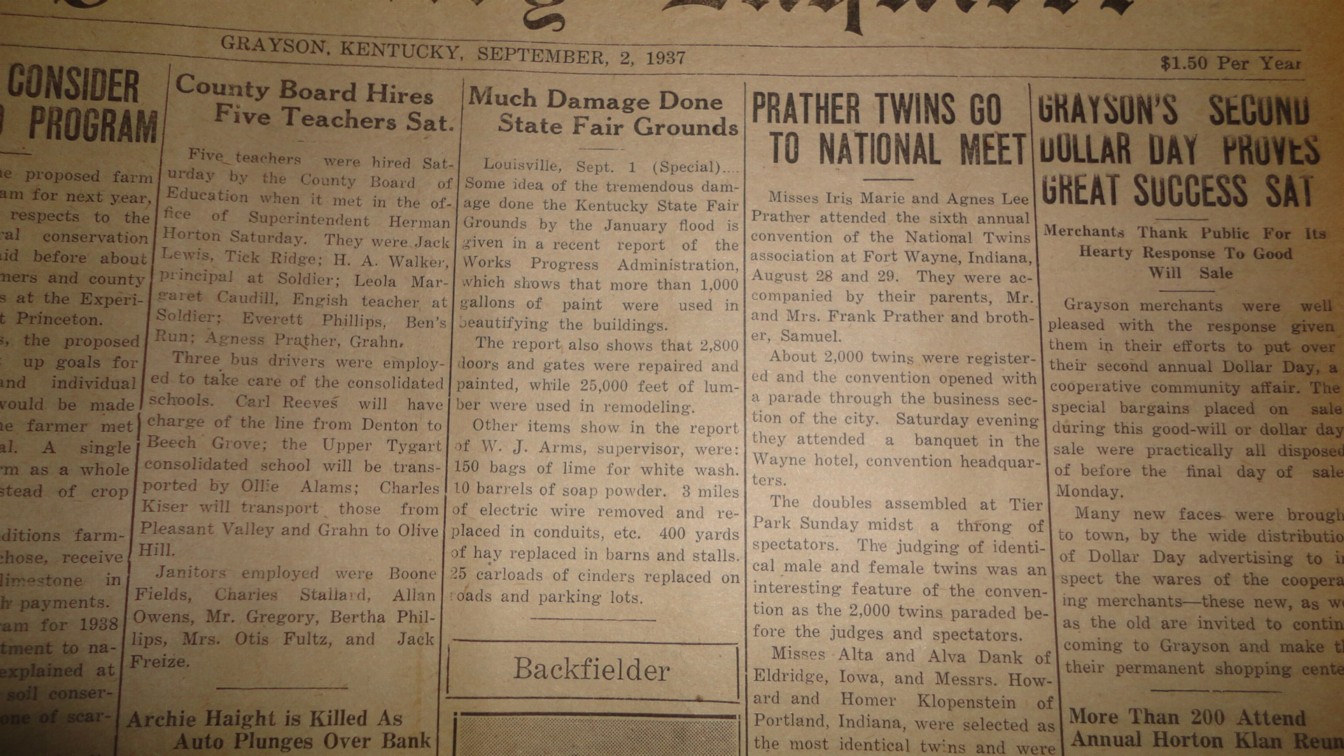 Enquirer
GRAYSON, KENTUCKY, SEPTEMBER, 2, 1937
$1.50 Per Year
CONSIDER
PROGRAM
e proposed farm
am for next year,
respects to the
ral conservation
aid before about
mers and county
s at the Experi-
t Princeton.
s, the proposed
up goals for
and individual
would be made
he farmer met
al. A single
rm as a whole
stead of crop
ditions farm-
chose, receive
limestone in
h payments.
am for 1938
tment to na-
explained at
soil conser-
one of scar-
County Board Hires
Five Teachers Sat.
Five teachers were hired Sat-
urday by the County Board of
Education when it met in the of-
fice of Superintendent Herman
Horton Saturday. They were Jack
Lewis, Tick Ridge; H. A. Walker,
principal at Soldier; Leola Mar-
garet Caudill, Engish teacher at
Soldier; Everett Phillips, Ben's
Run; Agness Prather, Grahn.
Three bus drivers were employ-
ed to take care of the consolidated
schools. Carl Reeves will have
charge of the line from Denton to
Beech Grove; the Upper Tygart
consolidated school will be trans-
ported by Ollie Alams; Charles
Kiser will transport those from
Pleasant Valley and Grahn to Olive
Hill.
Janitors employed were Boone
Fields, Charles Stallard, Allan
Owens, Mr. Gregory, Bertha Phil-
lips, Mrs. Otis Fultz, and Jack
Freize.
Archie Haight is Killed As
Auto Plunges Over Bank
Much Damage Done
State Fair Grounds
Louisville, Sept. 1 (Special)....
Some idea of the tremendous dam-
age done the Kentucky State Fair
Grounds by the January flood is
given in a recent report of the
Works Progress Administration,
which shows that more than 1,000
gallons of paint were used in
beautifying the buildings.
The report also shows that 2,800
doors and gates were repaired and
painted, while 25,000 feet of lum-
ber were used in remodeling.
Other items show in the report
of W. J. Arms, supervisor, were:
150 bags of lime for white wash.
10 barrels of soap powder. 3 miles
of electric wire removed and re-
placed in conduits, etc. 400 yards
of hay replaced in barns and stalls.
25 carloads of cinders replaced on
roads and parking lots.
Backfielder
PRATHER TWINS GO
TO NATIONAL MEET
Misses Iris Marie and Agnes Lee
Prather attended the sixth annual
convention of the National Twins
association at Fort Wayne, Indiana,
August 28 and 29. They were ac-
companied by their parents, Mr.
and Mrs. Frank Prather and broth-
er, Samuel.
About 2,000 twins were register-
ed and the convention opened with
a parade through the business sec-
tion of the city. Saturday evening
they attended a banquet in the
Wayne hotel, convention headquar-
ters.
The doubles assembled at Tier
Park Sunday midst a throng of
spectators. The judging of identi-
cal male and female twins was an
interesting feature of the conven-
tion as the 2,000 twins paraded be-
fore the judges and spectators.
Misses Alta and Alva Dank of
Eldridge, Iowa, and Messrs. How-
ard and Homer Klopenstein of
Portland, Indiana, were selected as
the most identical twins and were
GRAYSON'S SECOND
DOLLAR DAY PROVES
GREAT SUCCESS SAT
Merchants Thank Public For Its
Hearty Response To Good
Will Sale
Grayson merchants were well
pleased with the response given
them in their efforts to put over
their second annual Dollar Day, a
cooperative community affair. The
special bargains placed on sale
during this good-will or dollar day
sale were practically all disposed
of before the final day of sale
Monday.
Many new faces were brough
to town, by the wide distributio
of Dollar Day advertising to in
spect the wares of the coopera
ing merchants—these new, as we
as the old are invited to contin
coming to Grayson and make th
their permanent shopping cente
More Than 200 Attend
Annual Horton Klan Reun